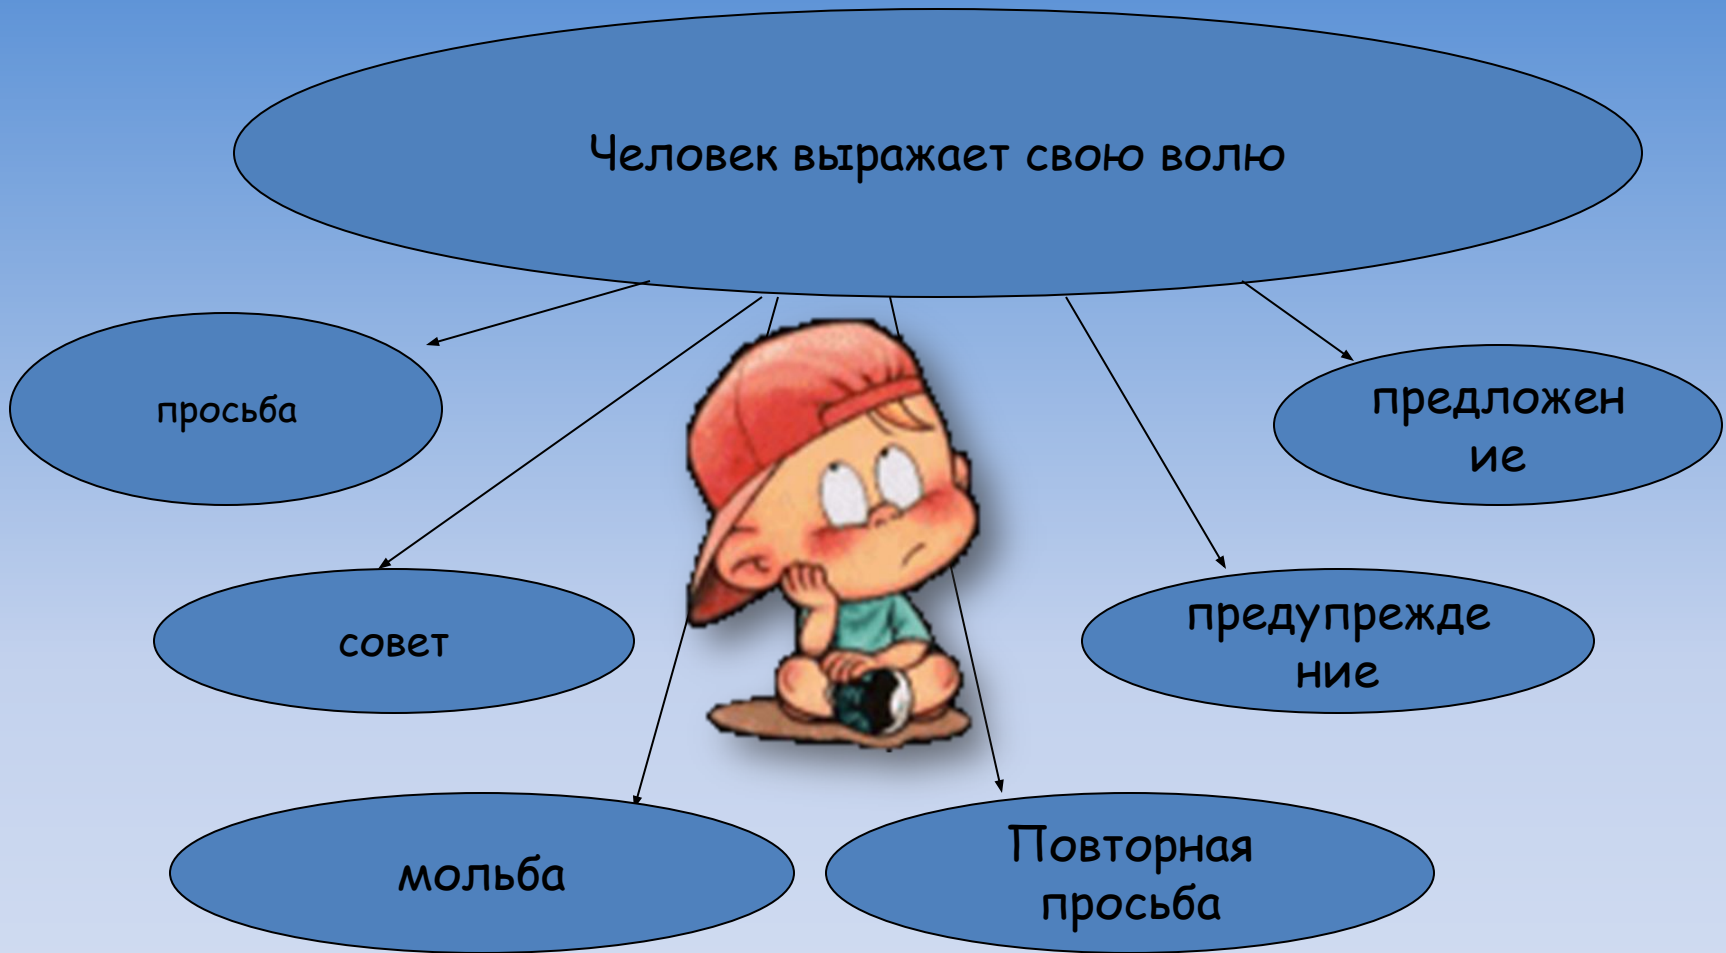 Человек выражает свою волю
просьба
предложен
ие
совет
предупрежде
ние
мольба
Повторная
просьба